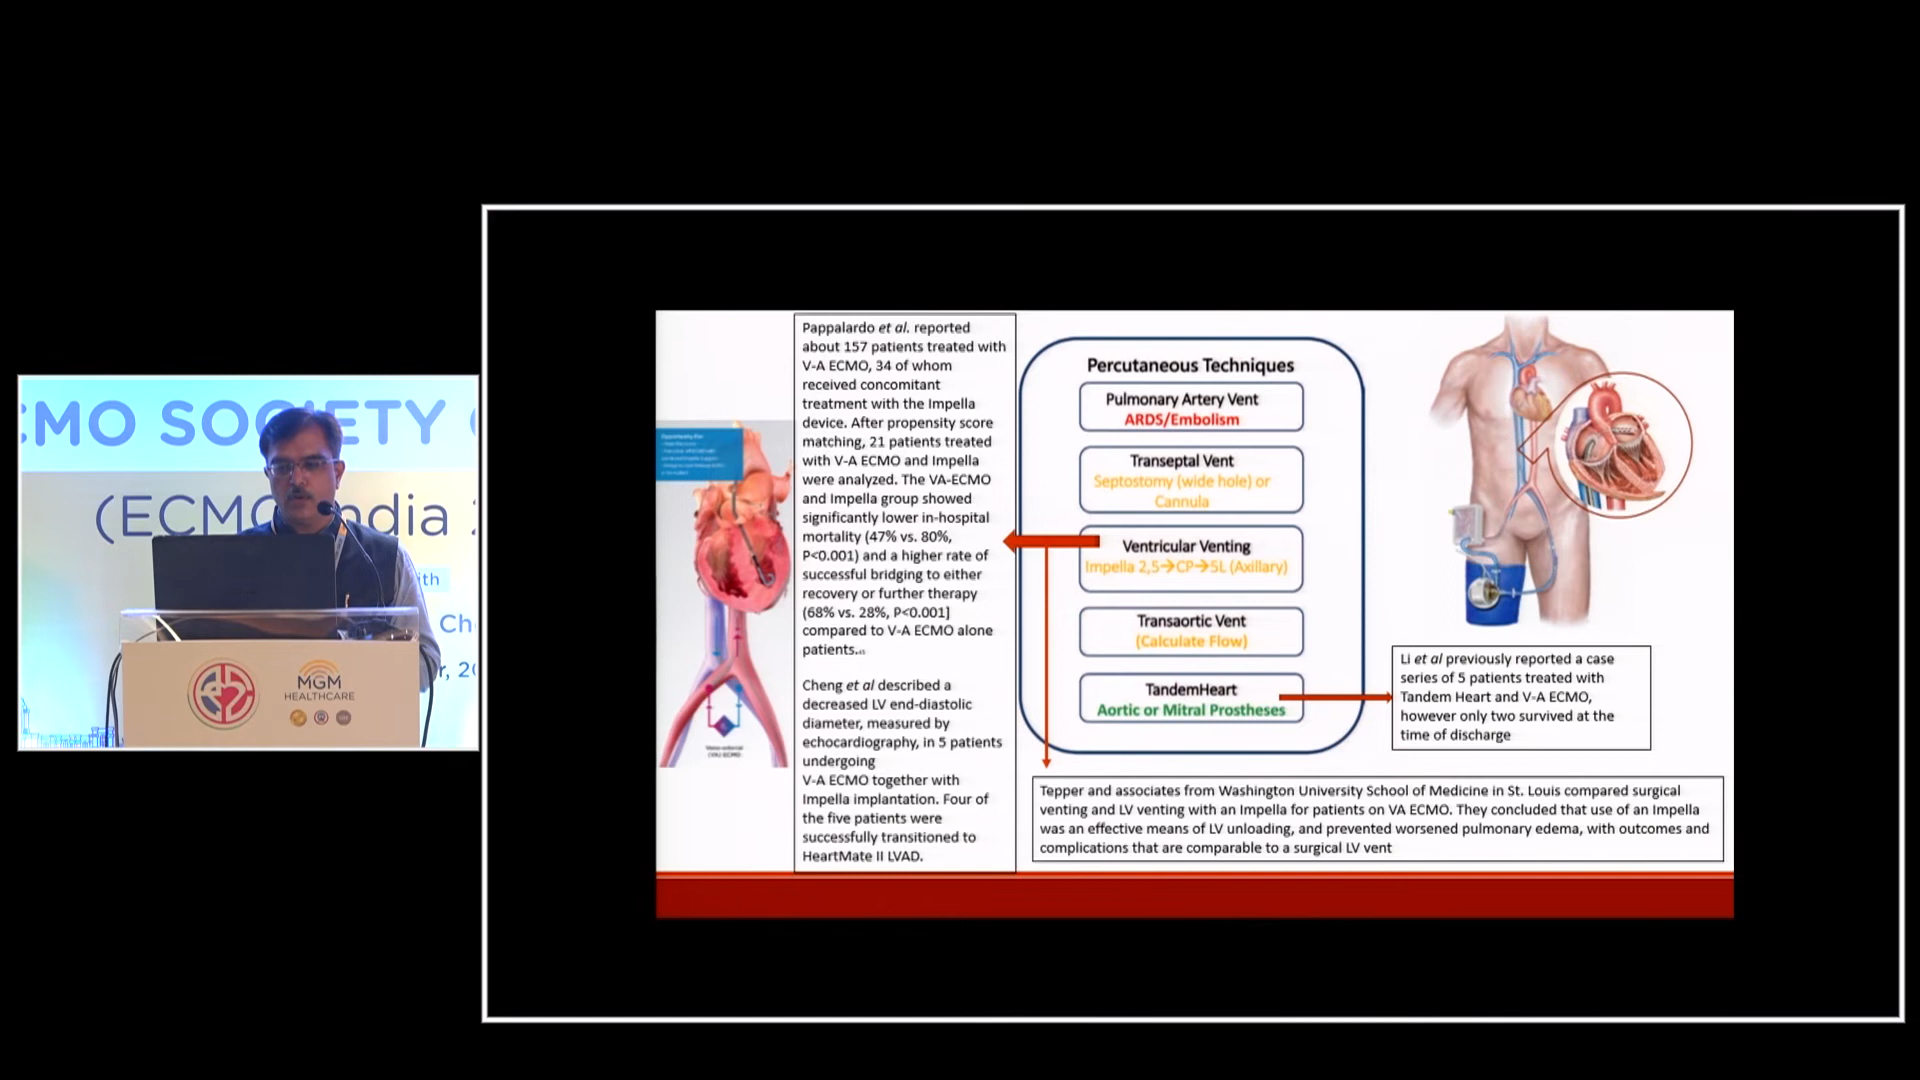 CMO SOCIETY
(ECMO India 2
ith
Ch
r, 20
MGM
HEALTHCARE
Pappalardo et al. reported
about 157 patients treated with
V-A ECMO, 34 of whom
received concomitant
treatment with the Impella
device. After propensity score
matching, 21 patients treated
with V-A ECMO and Impella
were analyzed. The VA-ECMO
and Impella group showed
significantly lower in-hospital
mortality (47% vs. 80%,
P<0.001) and a higher rate of
successful bridging to either
recovery or further therapy
(68% vs. 28%, P<0.001]
compared to V-A ECMO alone
patients.
Cheng et al described a
decreased LV end-diastolic
diameter, measured by
echocardiography, in 5 patients
undergoing
V-A ECMO together with
Impella implantation. Four of
the five patients were
successfully transitioned to
HeartMate II LVAD.
Percutaneous Techniques
Pulmonary Artery Vent
ARDS/Embolism
Transeptal Vent
Septostomy (wide hole) or
Cannula
Ventricular Venting
Impella 2,5→CP→5L (Axillary)
Transaortic Vent
(Calculate Flow)
TandemHeart
Aortic or Mitral Prostheses
Li et al previously reported a case
series of 5 patients treated with
Tandem Heart and V-A ECMO,
however only two survived at the
time of discharge
Tepper and associates from Washington University School of Medicine in St. Louis compared surgical
venting and LV venting with an Impella for patients on VA ECMO. They concluded that use of an Impella
was an effective means of LV unloading, and prevented worsened pulmonary edema, with outcomes and
complications that are comparable to a surgical LV vent